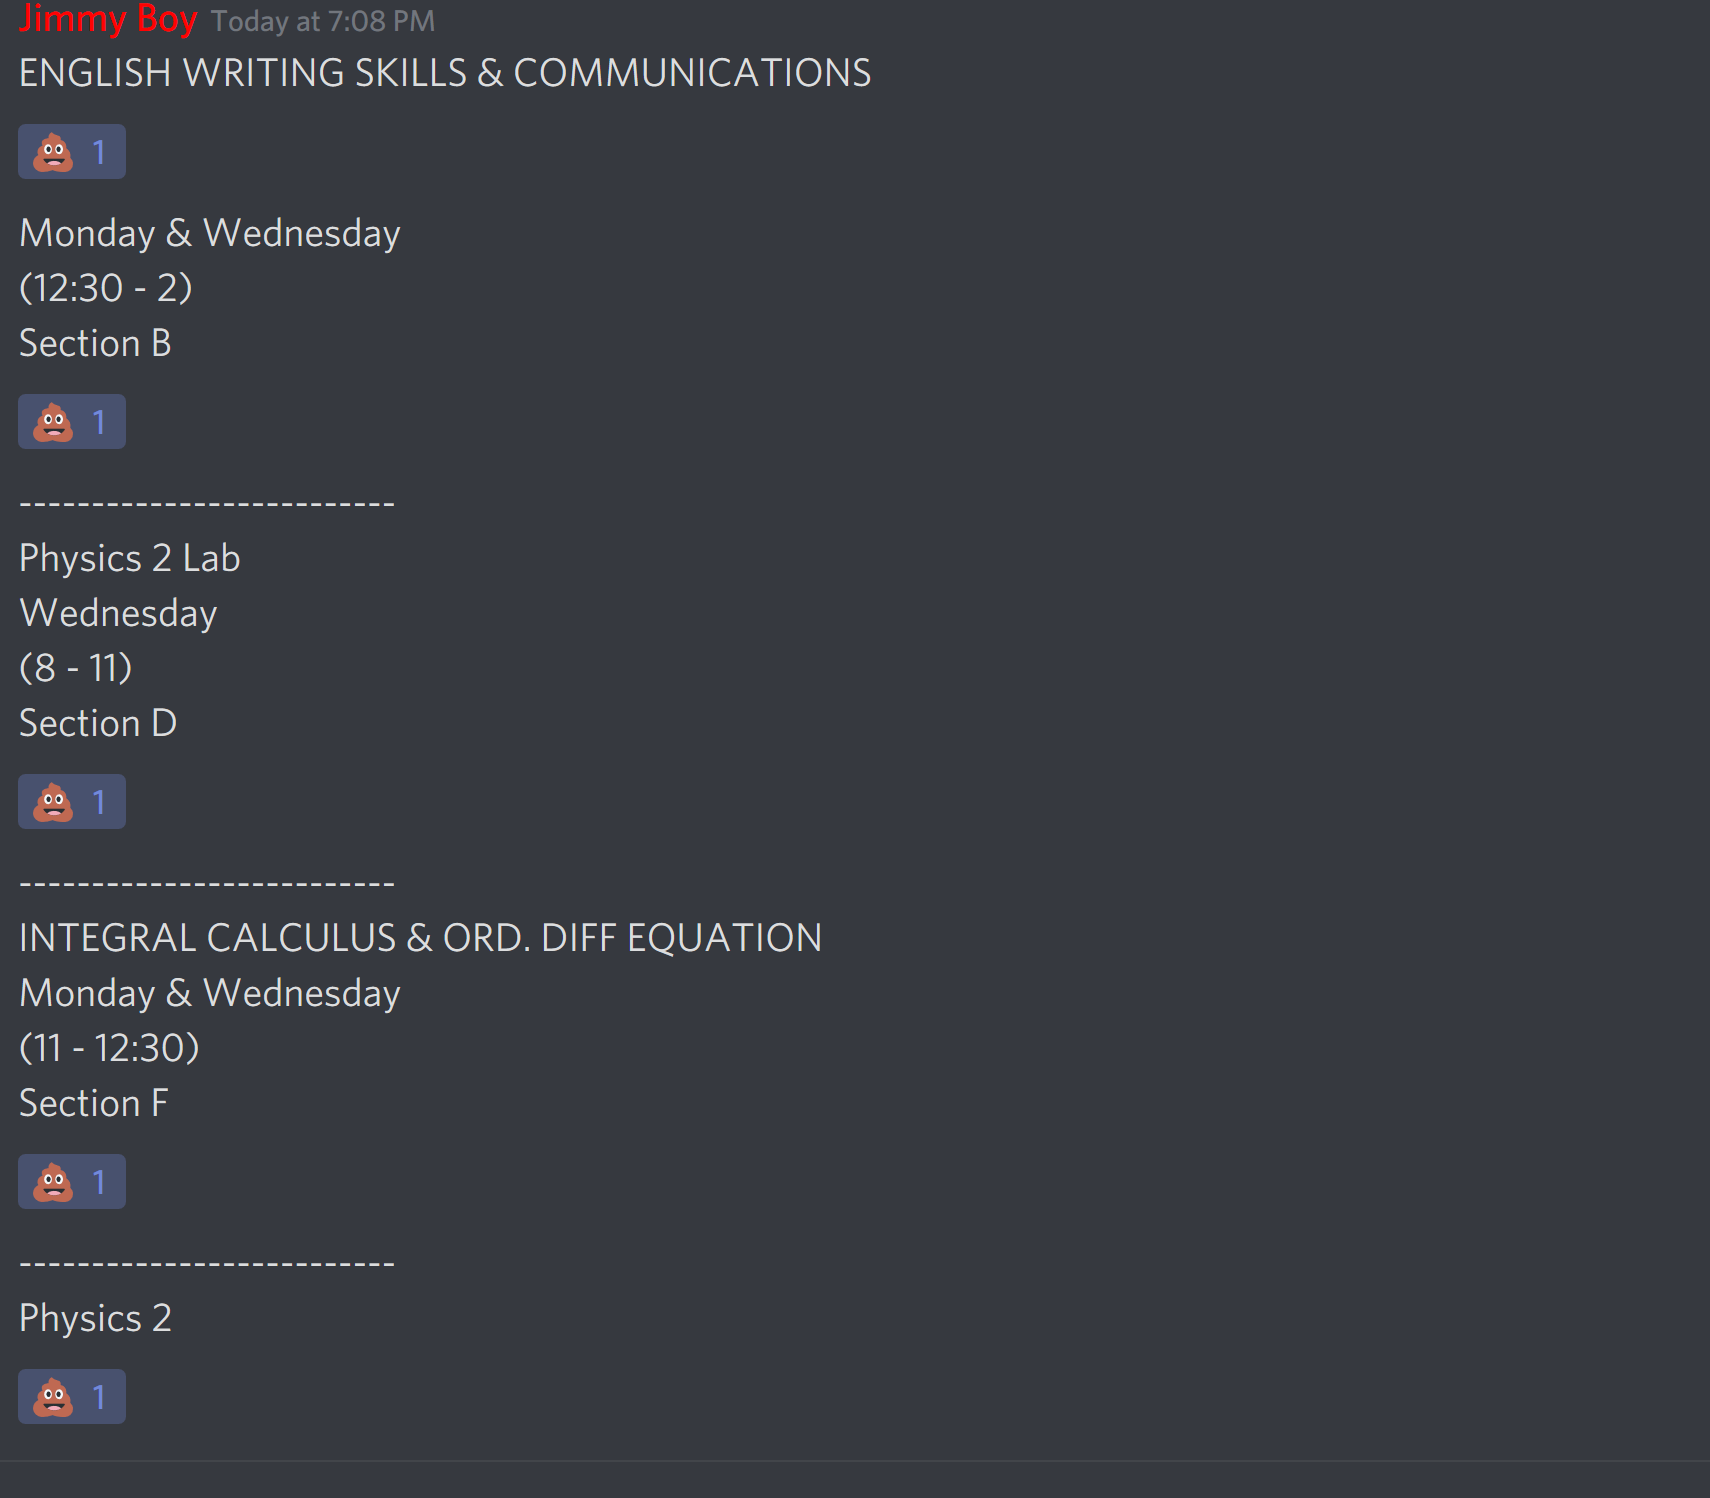 Jimmy Boy Today at 7:08 PM
ENGLISH WRITING SKILLS & COMMUNICATIONS
1
Monday & Wednesday
(12:30 - 2)
Section B
1
--------------------------
Physics 2 Lab
Wednesday
(8 - 11)
Section D
1
--------------------------
INTEGRAL CALCULUS & ORD. DIFF EQUATION
Monday & Wednesday
(11 - 12:30)
Section F
1
--------------------------
Physics 2
1